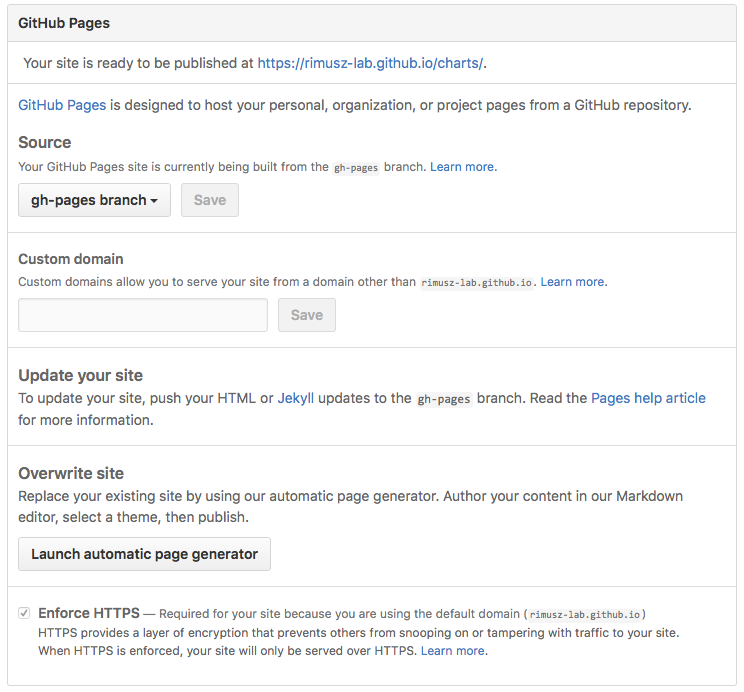 GitHub Pages
Your site is ready to be published at https://rimusz-lab.github.io/charts/.
GitHub Pages is designed to host your personal, organization, or project pages from a GitHub repository.
Source
Your GitHub Pages site is currently being built from the gh-pages branch. Learn more.
gh-pages branch Save
Custom domain
Custom domains allow you to serve your site from a domain other than rimusz-lab.github.io. Learn more.
Save
Update your site
To update your site, push your HTML or Jekyll updates to the gh-pages branch. Read the Pages help article
for more information.
Overwrite site
Replace your existing site by using our automatic page generator. Author your content in our Markdown
editor, select a theme, then publish.
Launch automatic page generator
Enforce HTTPS — Required for your site because you are using the default domain (rimusz-lab.github.io)
HTTPS provides a layer of encryption that prevents others from snooping on or tampering with traffic to your site.
When HTTPS is enforced, your site will only be served over HTTPS. Learn more.